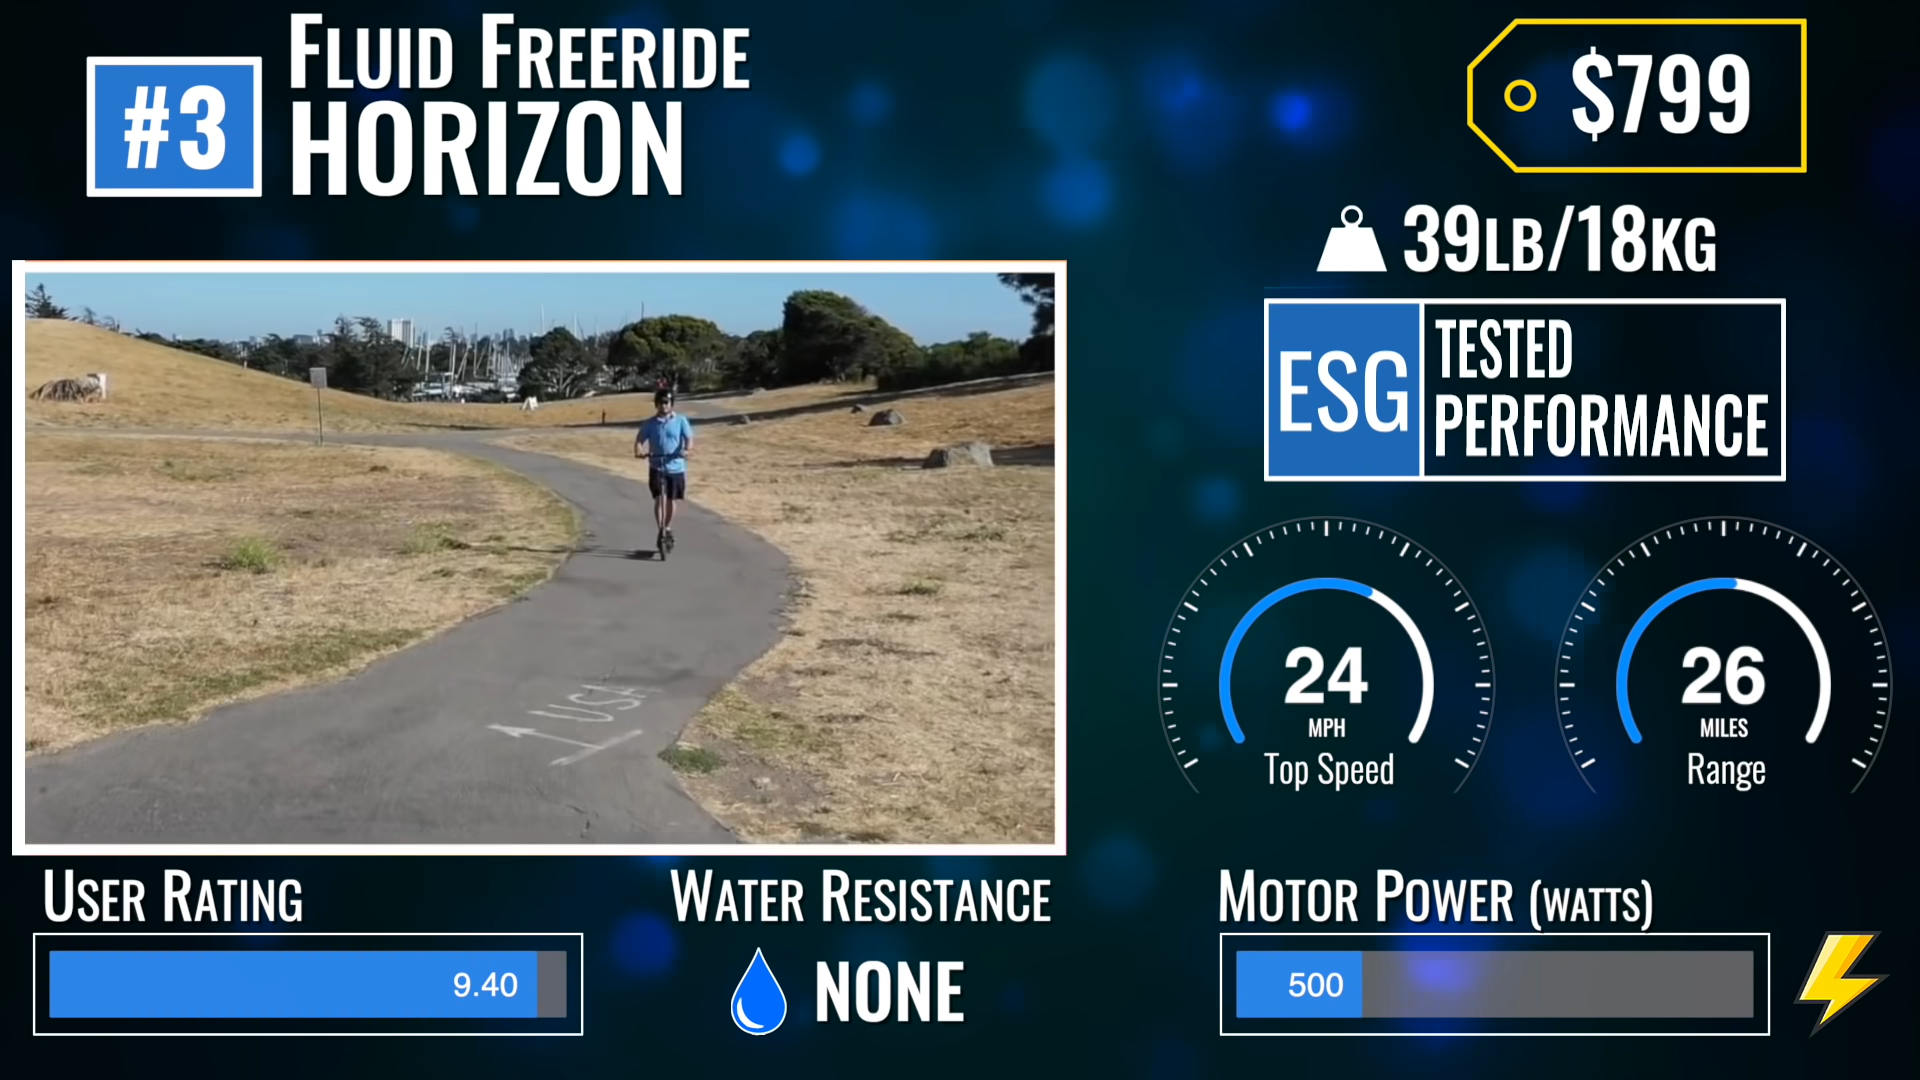 #3
FLUID FREERIDE
HORIZON
$799
39LB/18KG
ESG
TESTED
PERFORMANCE
24
MPH
Top Speed
26
MILES
Range
USA
USER RATING
9.40
WATER RESISTANCE
NONE
MOTOR POWER (WATTS)
500